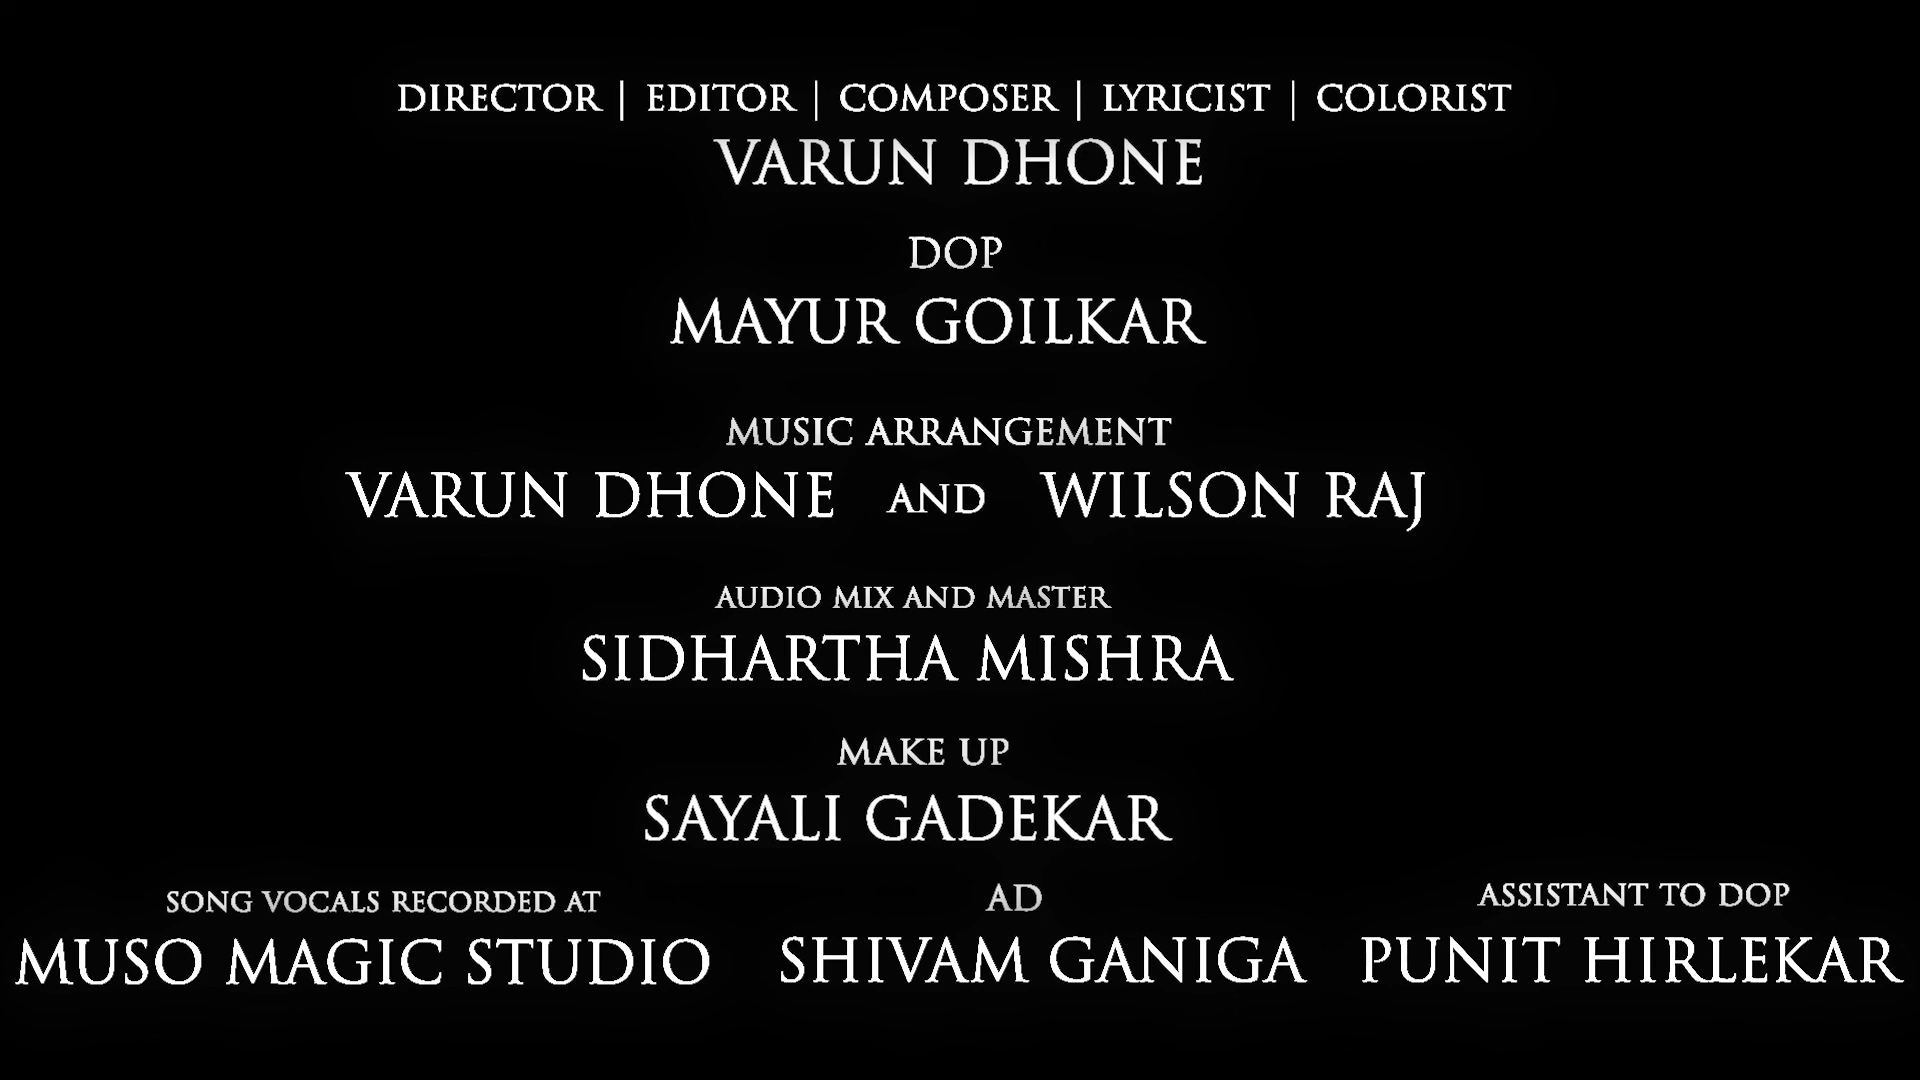 DIRECTOR | EDITOR | COMPOSER | LYRICIST | COLORIST
VARUN DHONE
DOP
MAYUR GOILKAR
MUSIC ARRANGEMENT
VARUN DHONE AND WILSON RAJ
AUDIO MIX AND MASTER
SIDHARTHA MISHRA
MAKE UP
SAYALI GADEKAR
SONG VOCALS RECORDED AT
MUSO MAGIC STUDIO
AD
SHIVAM GANIGA
ASSISTANT TO DOP
PUNIT HIRLEKAR